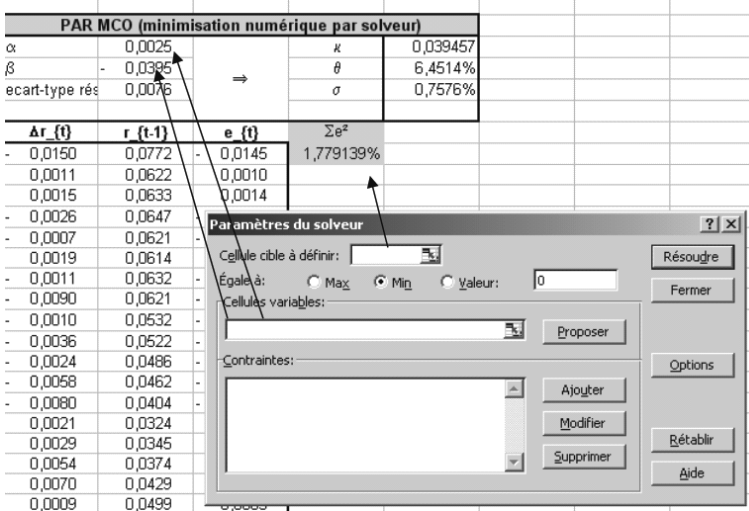 PAR MCO (minimisation numérique par solveur)
α 0,0025 κ 0,039457
β - 0,0395 ⇒ θ 6,4514%
ecart-type rés 0,0076 σ 0,7576%
Δr_{t} r_{t-1} e_{t} Σe²
- 0,0150 0,0772 - 0,0145 1,779139%
0,0011 0,0622 0,0010
0,0015 0,0633 0,0014
- 0,0026 0,0647 -
- 0,0007 0,0621 -
0,0019 0,0614
- 0,0011 0,0632 -
- 0,0090 0,0621 -
- 0,0010 0,0532 -
- 0,0036 0,0522 -
- 0,0024 0,0486 -
- 0,0058 0,0462 -
- 0,0080 0,0404 -
0,0021 0,0324
0,0029 0,0345
0,0054 0,0374
0,0070 0,0429
0,0009 0,0499
Paramètres du solveur ? X
Cellule cible à définir: Résoudre
Égale à: Max Min Valeur: 0 Fermer
Cellules variables:
Proposer
Contraintes: Options
Ajouter
Modifier
Rétablir
Supprimer
Aide